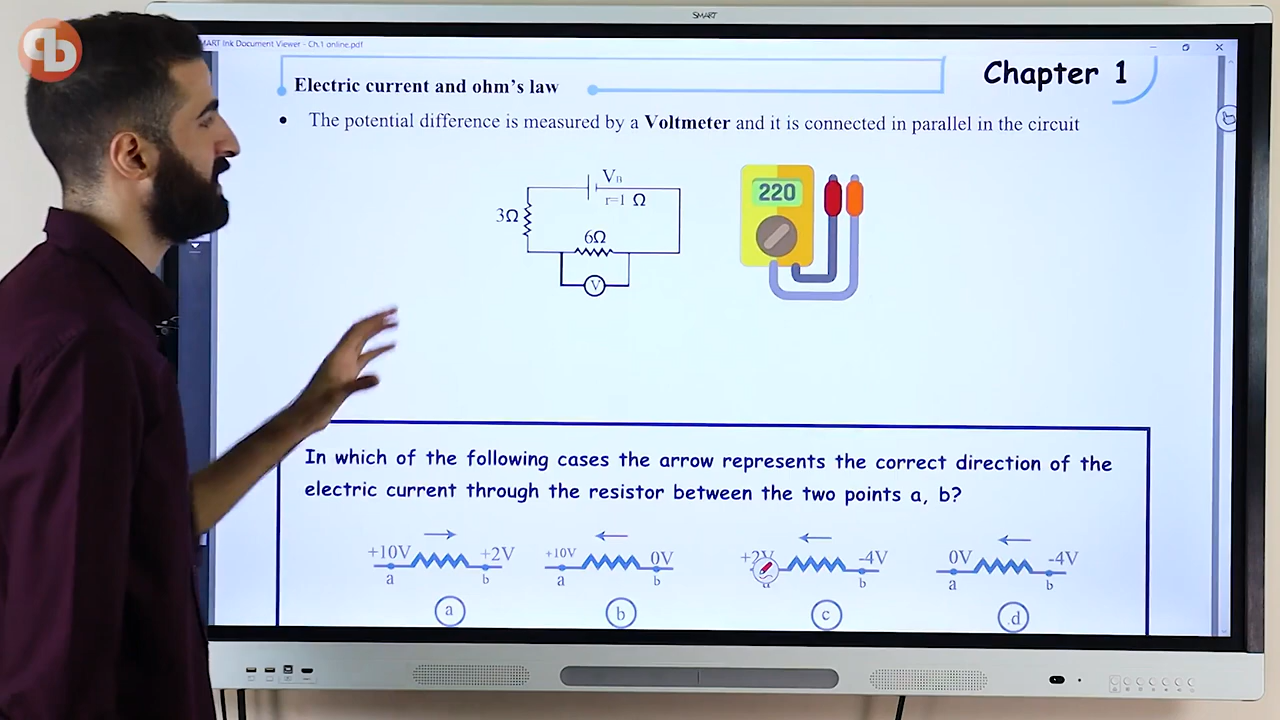 SMART
SMART Ink Document Viewer - Ch.1 online.pdf
Chapter 1
Electric current and ohm's law
• The potential difference is measured by a Voltmeter and it is connected in parallel in the circuit
V_B
r=1 Ω
3Ω
6Ω
V
220
In which of the following cases the arrow represents the correct direction of the
electric current through the resistor between the two points a, b?
+10V +2V +10V 0V +2V -4V 0V -4V
a b a b a b a b
a b c .d